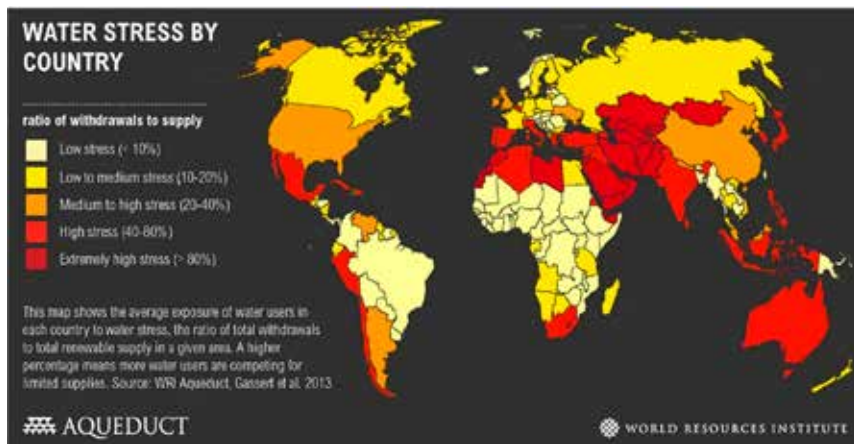 WATER STRESS BY
COUNTRY
ratio of withdrawals to supply
Low stress (< 10%)
Low to medium stress (10-20%)
Medium to high stress (20-40%)
High stress (40-80%)
Extremely high stress (> 80%)
This map shows the average exposure of water users in
each country to water stress, the ratio of total withdrawals
to total renewable supply in a given area. A higher
percentage means more water users are competing for
limited supplies. Source: WRI Aqueduct, Gassert et al. 2013
AQUEDUCT
WORLD RESOURCES INSTITUTE